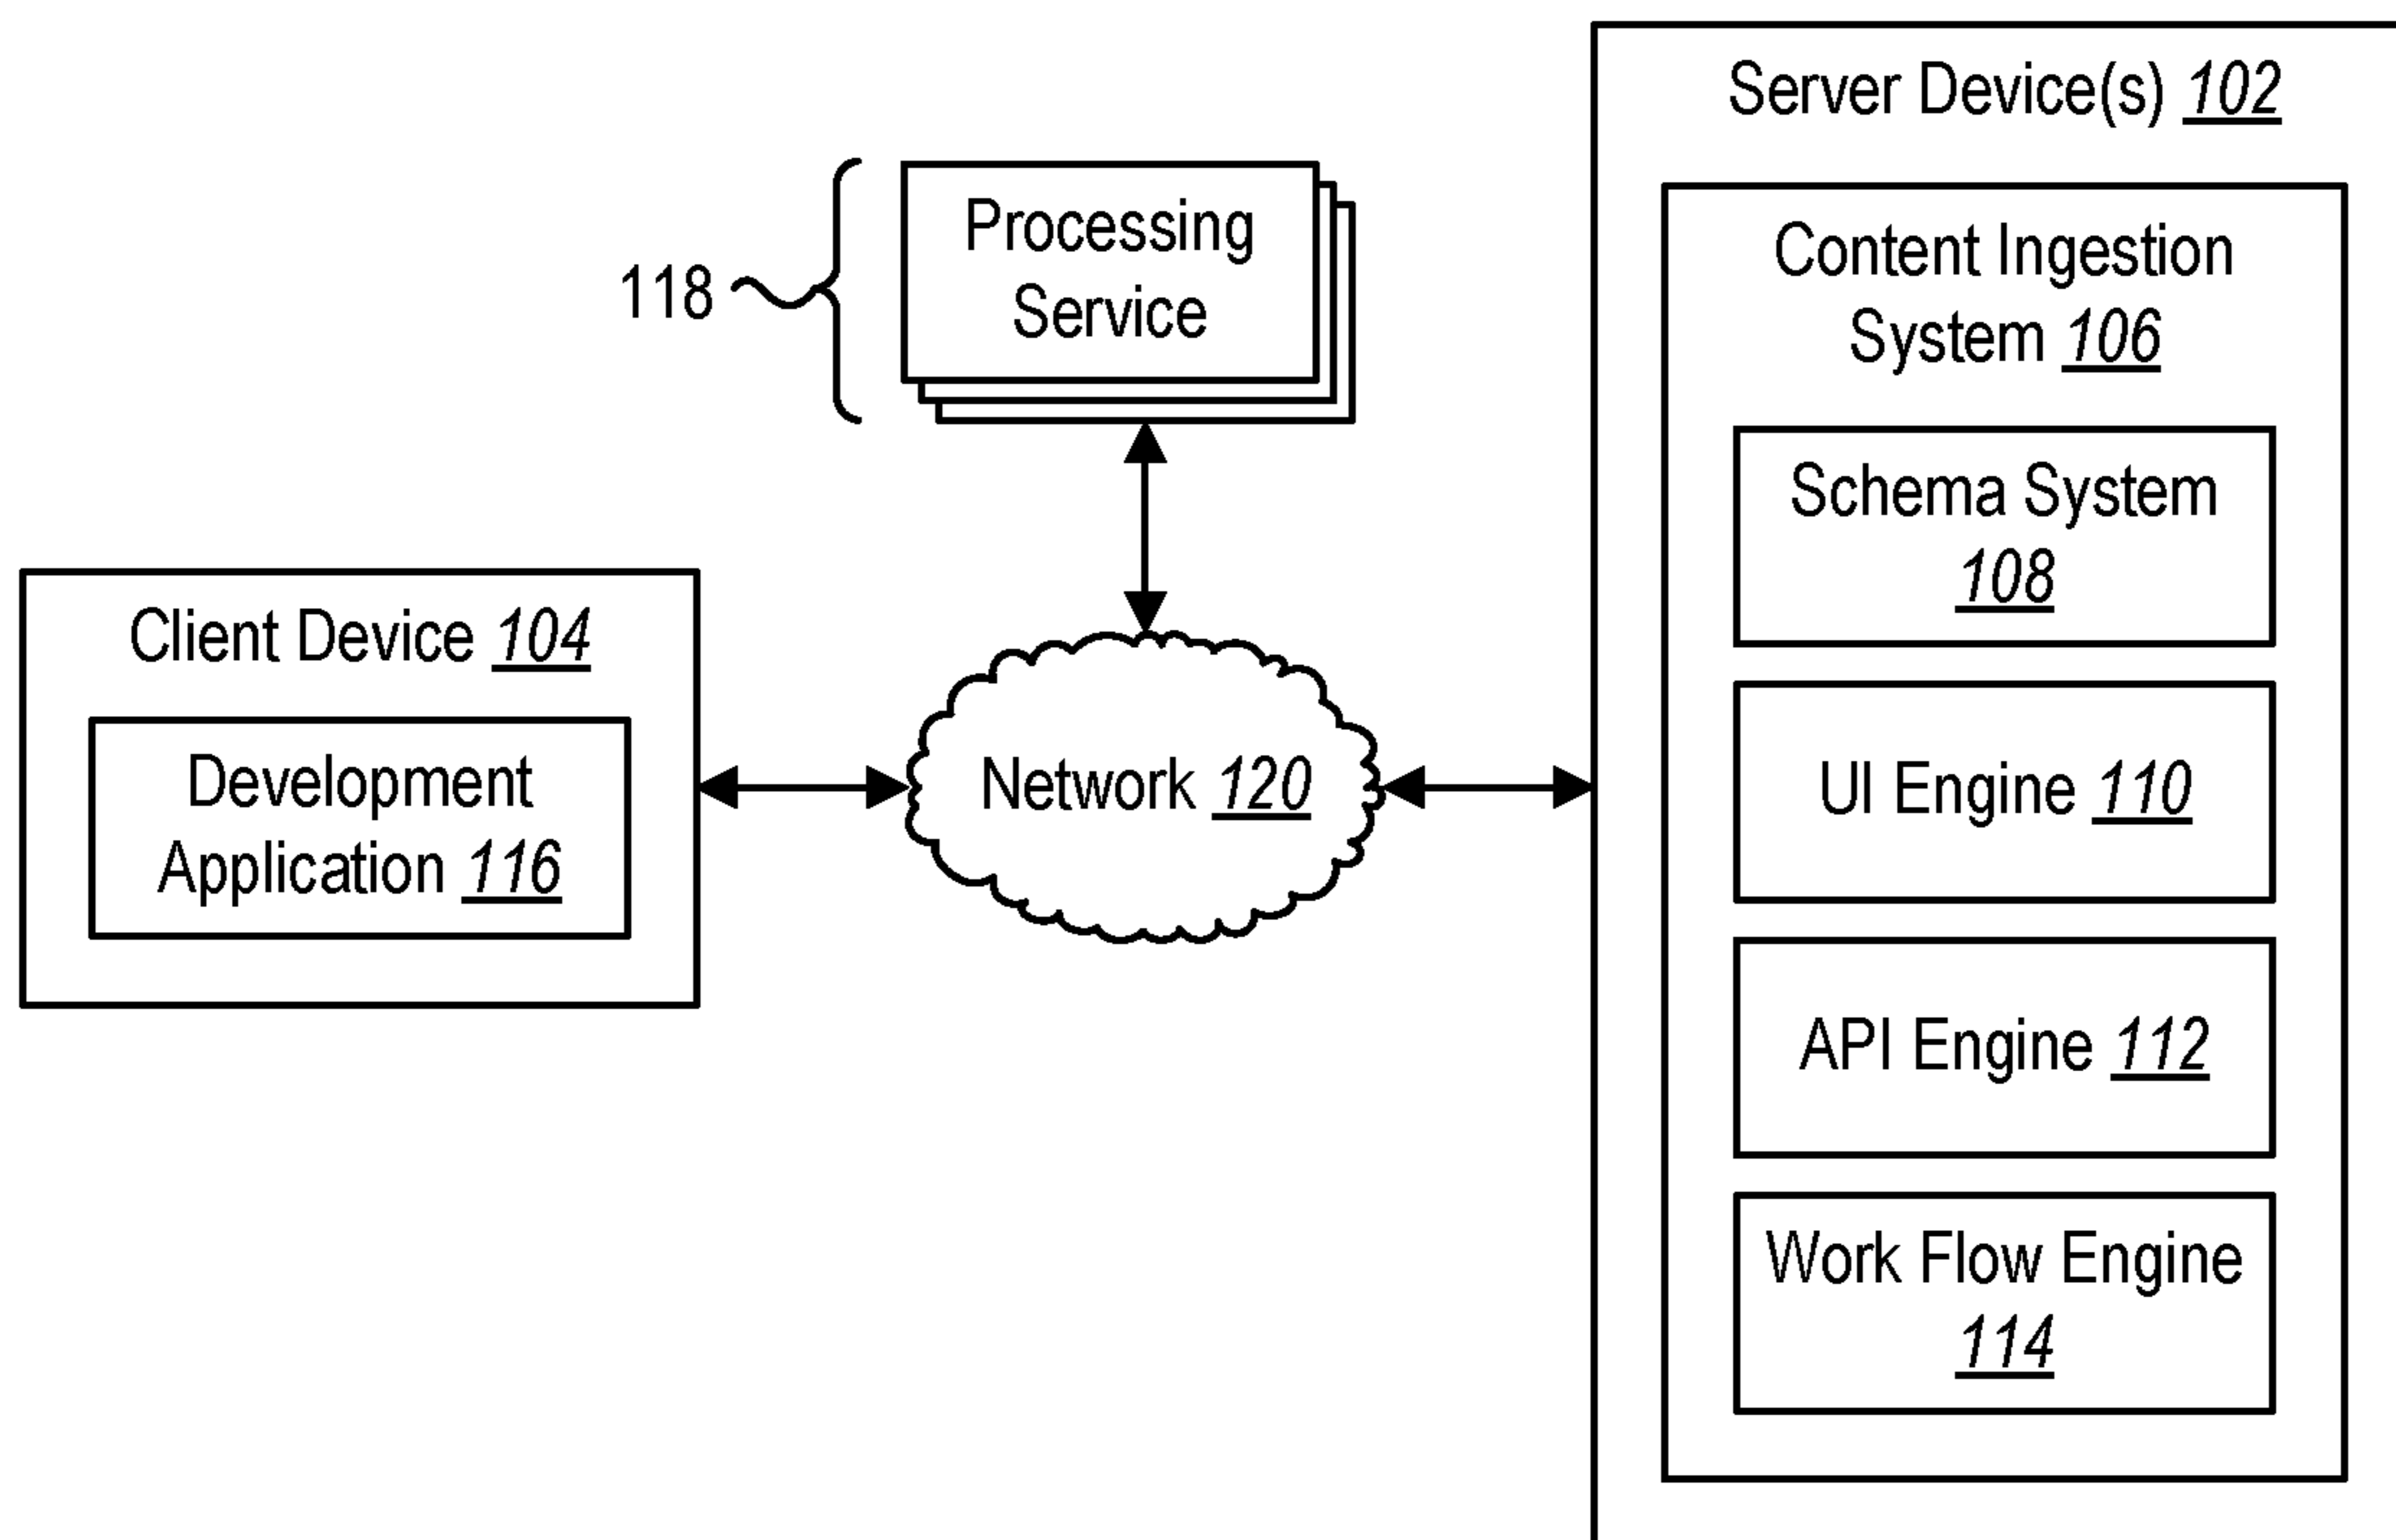 Server Device(s) 102
Content Ingestion
System 106
Schema System
108
UI Engine 110
API Engine 112
Work Flow Engine
114
118
Processing
Service
Client Device 104
Development
Application 116
Network 120